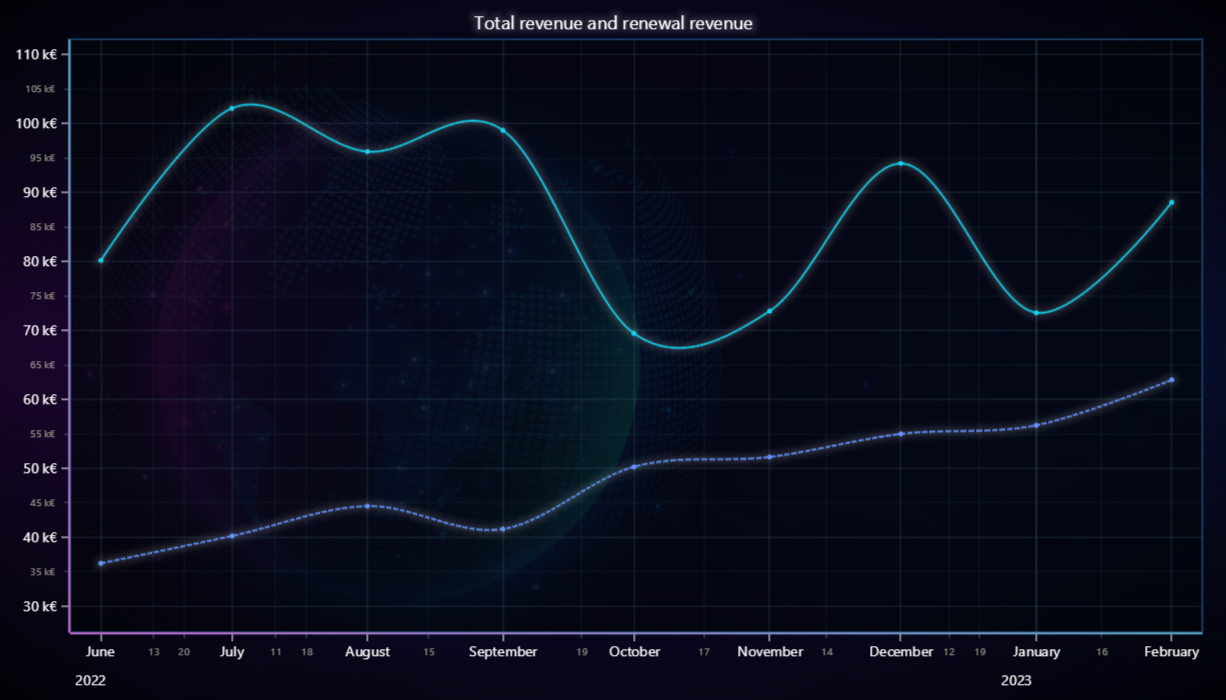 Total revenue and renewal revenue
110 k€
105 k€
100 k€
95 k€
90 k€
85 k€
80 k€
75 k€
70 k€
65 k€
60 k€
55 k€
50 k€
45 k€
40 k€
35 k€
30 k€
June 13 20 July 11 18 August 15 September 19 October 17 November 14 December 12 19 January 16 February
2022 2023